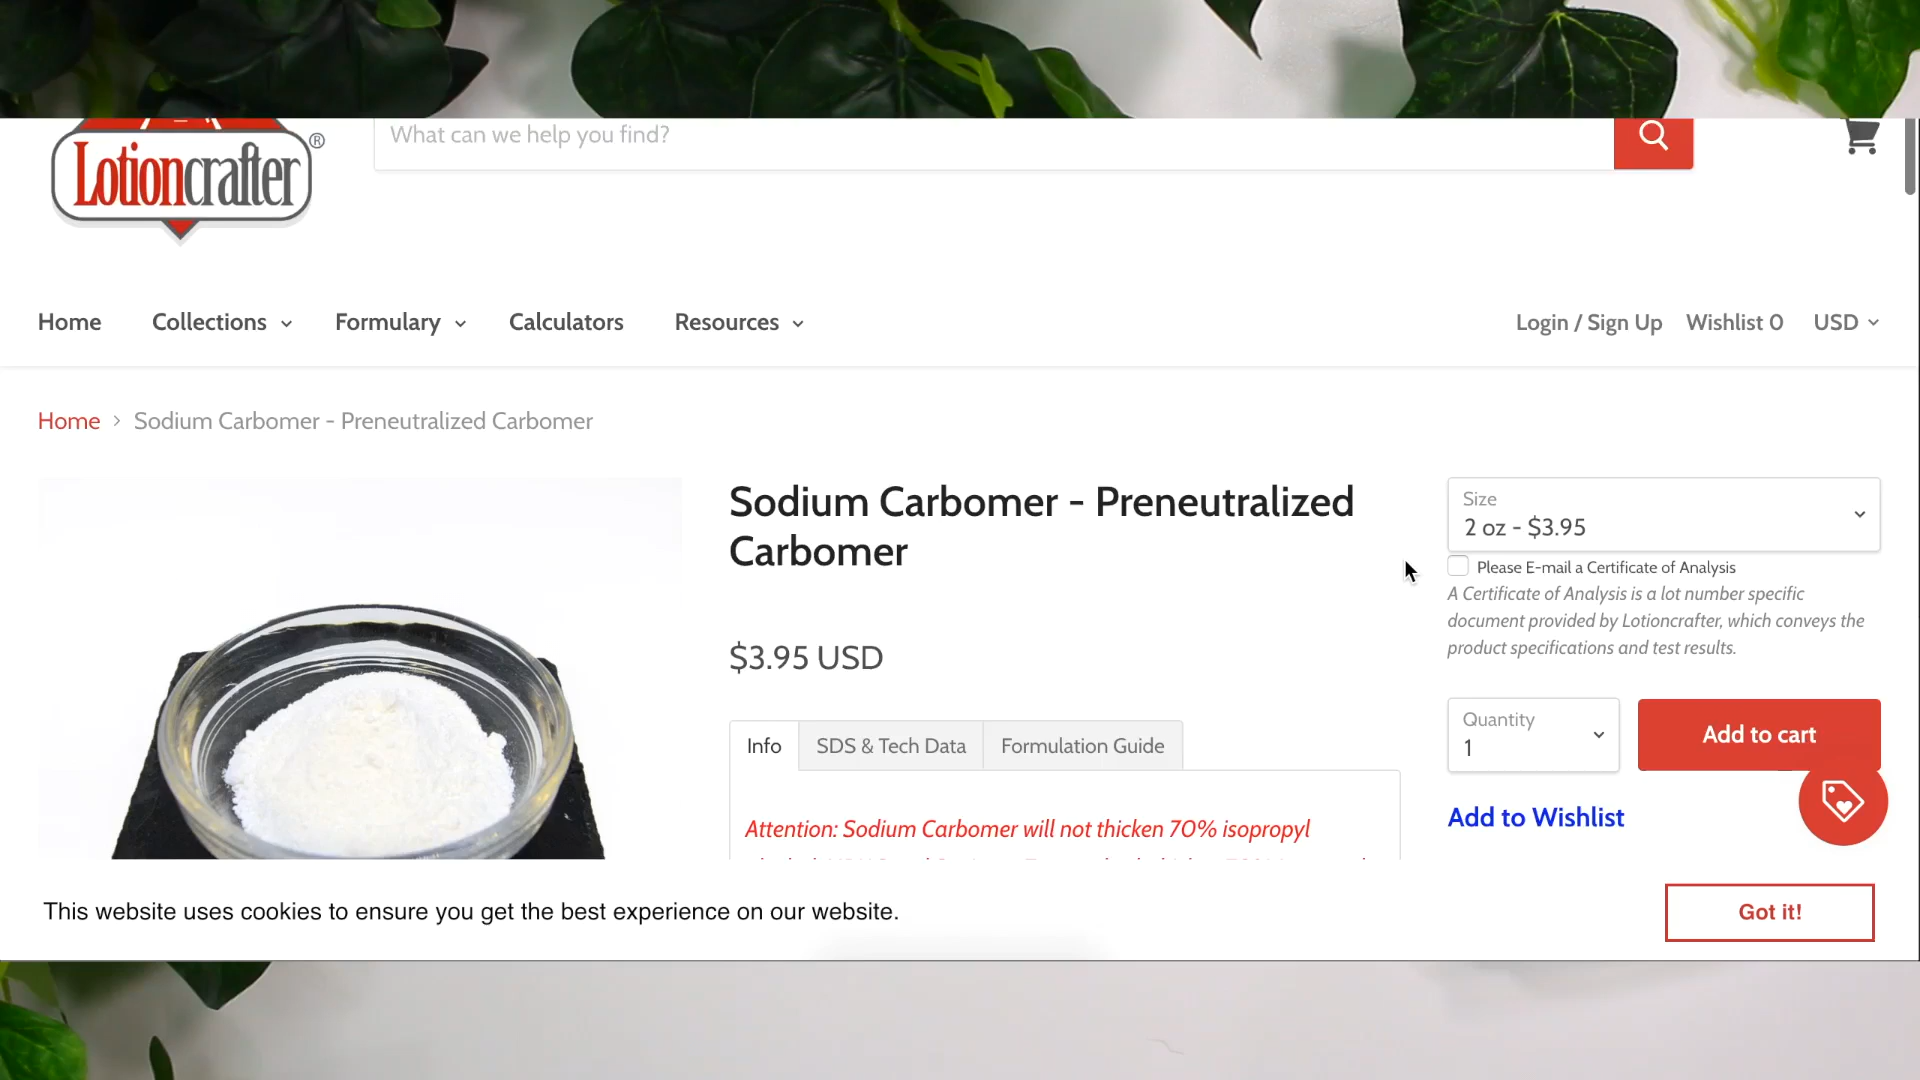 Lotioncrafter®
What can we help you find?
Home Collections Formulary Calculators Resources Login / Sign Up Wishlist 0 USD
Home > Sodium Carbomer - Preneutralized Carbomer
Sodium Carbomer - Preneutralized
Carbomer
$3.95 USD
Info SDS & Tech Data Formulation Guide
Attention: Sodium Carbomer will not thicken 70% isopropyl
Size
2 oz - $3.95
Please E-mail a Certificate of Analysis
A Certificate of Analysis is a lot number specific
document provided by Lotioncrafter, which conveys the
product specifications and test results.
Quantity
1
Add to cart
Add to Wishlist
This website uses cookies to ensure you get the best experience on our website.
Got it!